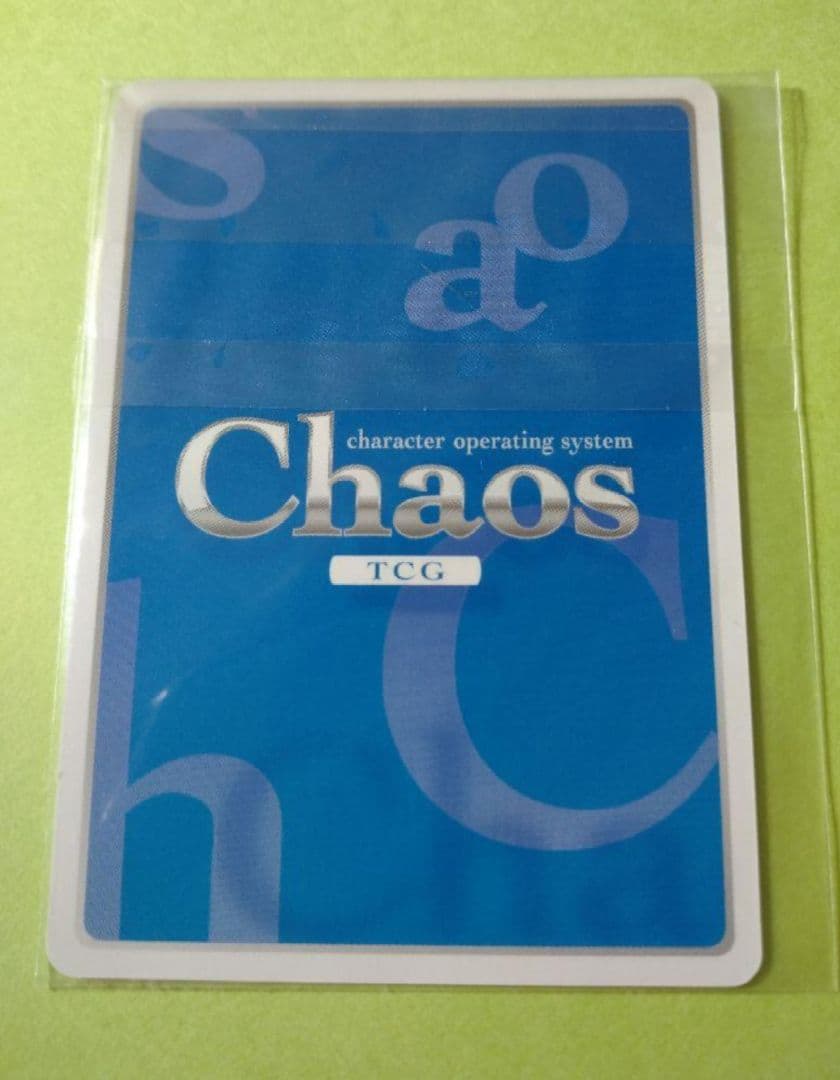 s
o
a
character operating system
Chaos
TCG
C
h